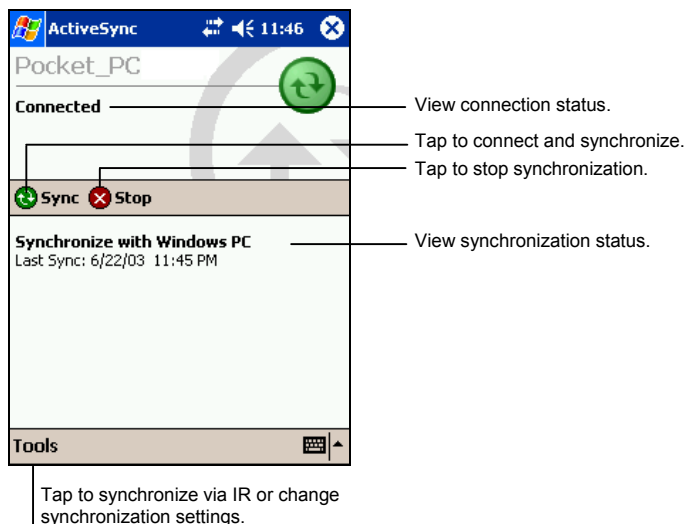 ActiveSync 11:46
Pocket_PC
Connected
View connection status.
Tap to connect and synchronize.
Tap to stop synchronization.
Sync Stop
Synchronize with Windows PC
View synchronization status.
Last Sync: 6/22/03 11:45 PM
Tools
Tap to synchronize via IR or change
synchronization settings.